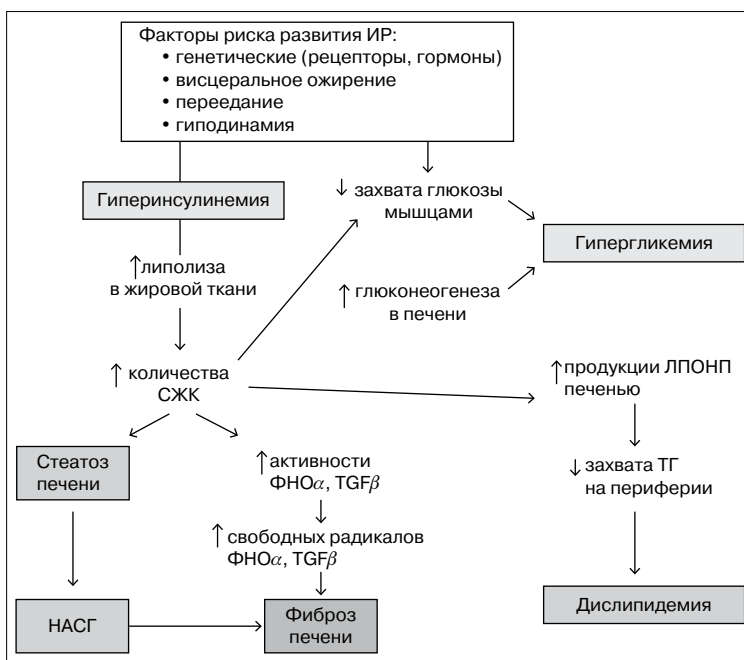 Факторы риска развития ИР:
• генетические (рецепторы, гормоны)
• висцеральное ожирение
• переедание
• гиподинамия
Гиперинсулинемия
↓ захвата глюкозы
мышцами
Гипергликемия
↑ липолиза
в жировой ткани
↑ глюконеогенеза
в печени
↑ количества
СЖК
↑ продукции ЛПОНП
печенью
Стеатоз
печени
↑ активности
ФНОα, TGFβ
↓ захвата ТГ
на периферии
↑ свободных радикалов
ФНОα, TGFβ
НАСГ
Фиброз
печени
Дислипидемия